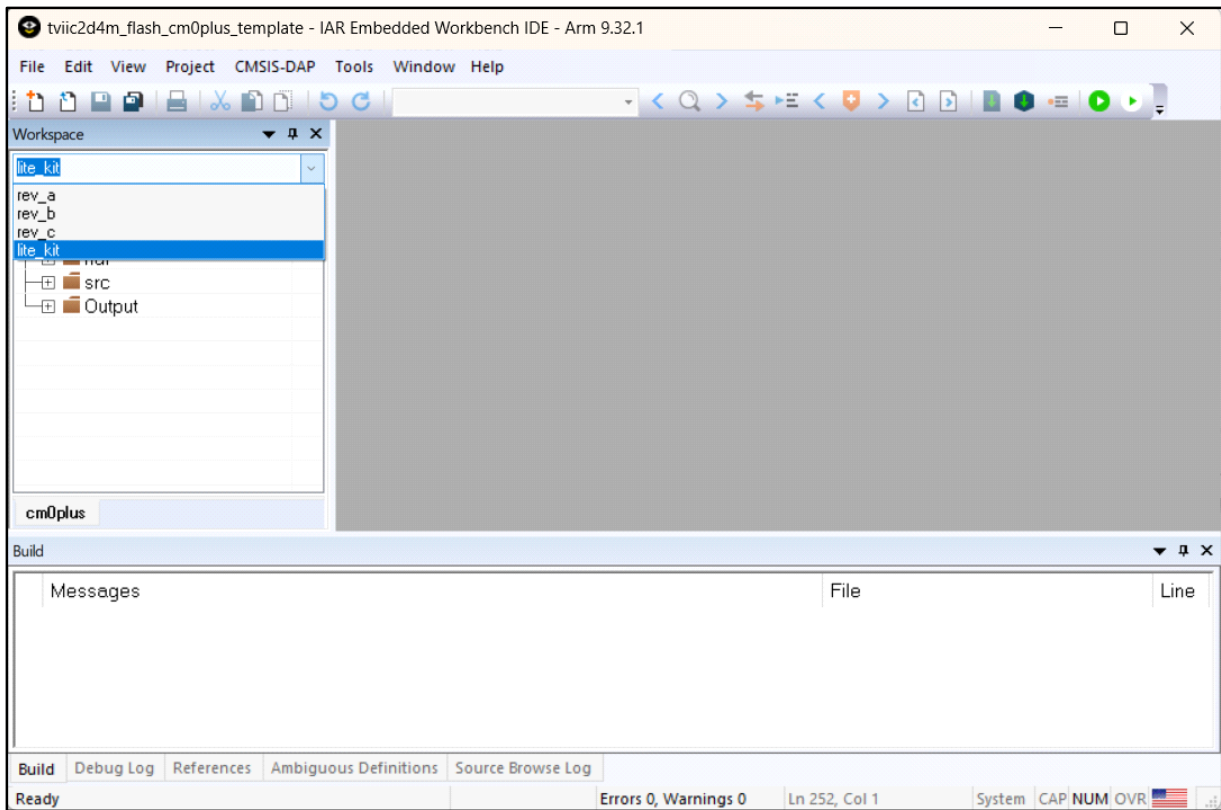 tviic2d4m_flash_cm0plus_template - IAR Embedded Workbench IDE - Arm 9.32.1
File Edit View Project CMSIS-DAP Tools Window Help
Workspace
lite_kit
rev_a
rev_b
rev_c
lite_kit
src
Output
cm0plus
Build
Messages File Line
Build Debug Log References Ambiguous Definitions Source Browse Log
Ready Errors 0, Warnings 0 Ln 252, Col 1 System CAP NUM OVR